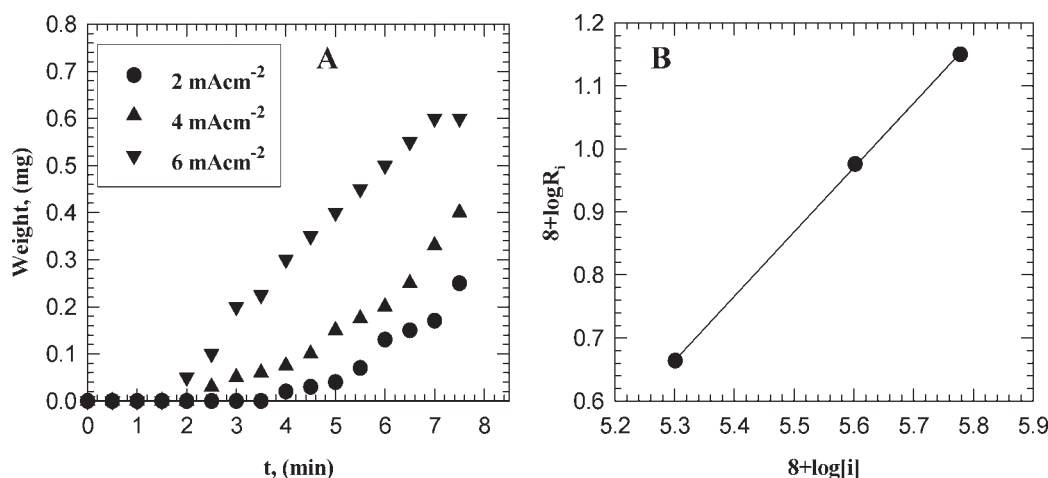 A
2 mAcm-2
4 mAcm-2
6 mAcm-2
Weight, (mg)
0.8
0.7
0.6
0.5
0.4
0.3
0.2
0.1
0.0
0 1 2 3 4 5 6 7 8
t, (min)
B
8+logRi
1.2
1.1
1.0
0.9
0.8
0.7
0.6
5.2 5.3 5.4 5.5 5.6 5.7 5.8 5.9
8+log[i]